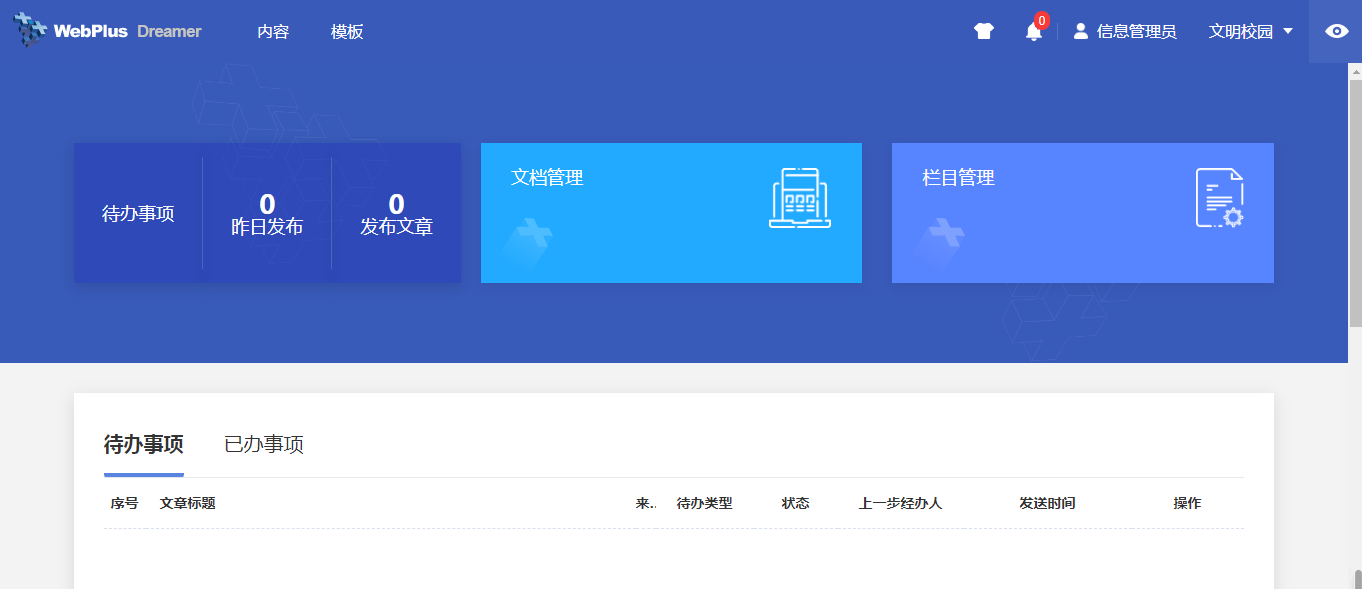 WebPlus Dreamer 内容 模板 0 信息管理员 文明校园
待办事项 0 昨日发布 0 发布文章
文档管理
栏目管理
待办事项 已办事项
序号 文章标题 来.. 待办类型 状态 上一步经办人 发送时间 操作